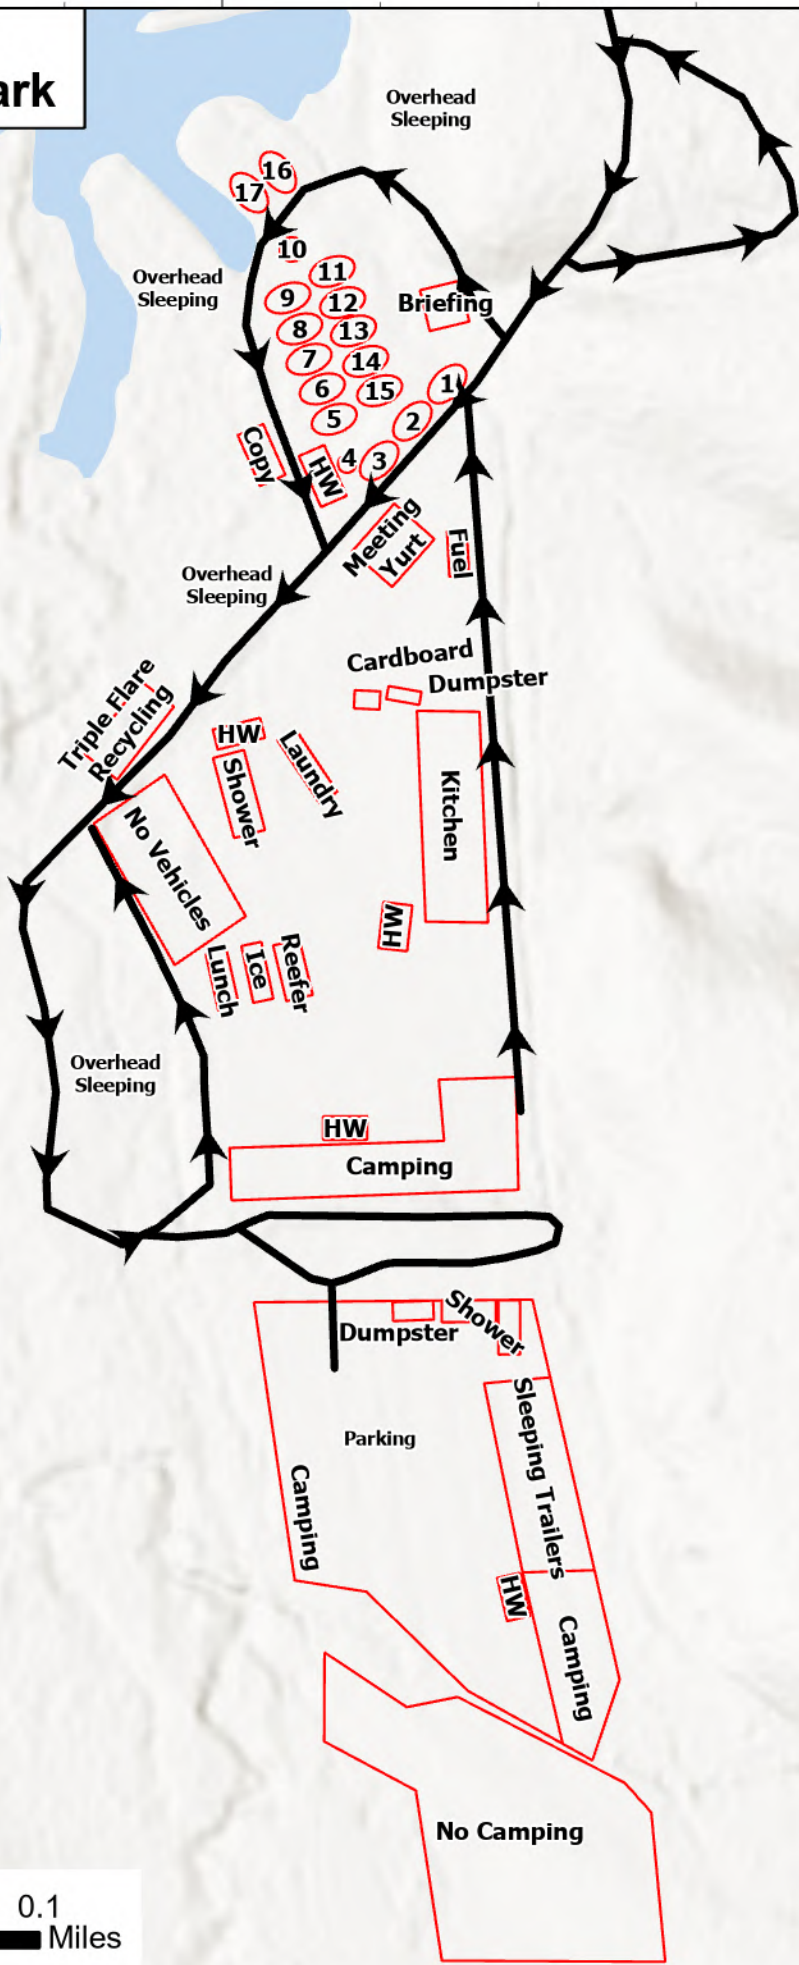 ark
Overhead
Sleeping
16
17
10
11
Overhead
Sleeping
9
12
Briefing
8
13
7
14
6
15
1
5
2
Copy
HW
4
3
Meeting
Yurt
Fuel
Overhead
Sleeping
Cardboard
Dumpster
Triple Flare
Recycling
HW
Laundry
Shower
Kitchen
No Vehicles
HW
Lunch
Ice
Reefer
Overhead
Sleeping
HW
Camping
Shower
Dumpster
Sleeping Trailers
Parking
Camping
HW
Camping
No Camping
0.1
Miles